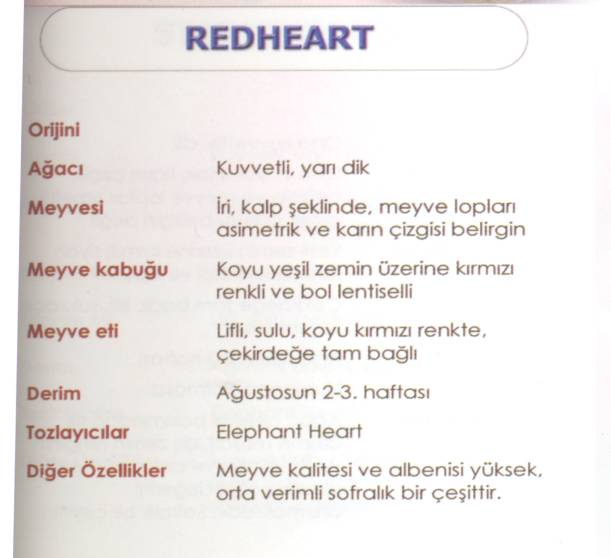 REDHEART
Orijini
Ağacı Kuvvetli, yarı dik
Meyvesi İri, kalp şeklinde, meyve lopları
asimetrik ve karın çizgisi belirgin
Meyve kabuğu Koyu yeşil zemin üzerine kırmızı
renkli ve bol lentiselli
Meyve eti Lifli, sulu, koyu kırmızı renkte,
çekirdeğe tam bağlı
Derim Ağustosun 2-3. haftası
Tozlayıcılar Elephant Heart
Diğer Özellikler Meyve kalitesi ve albenisi yüksek,
orta verimli sofralık bir çeşittir.